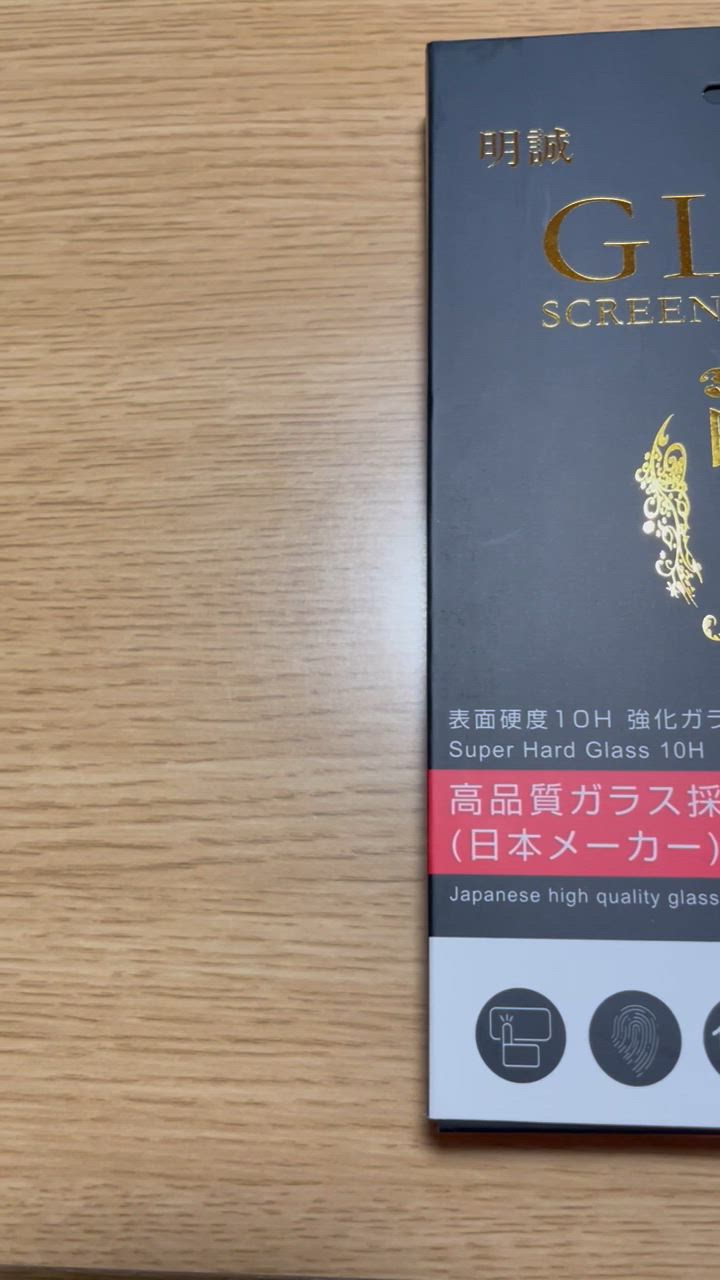 明誠
GL
SCREEN
表面硬度10H 強化ガラ
Super Hard Glass 10H
高品質ガラス採
(日本メーカー)
Japanese high quality glass